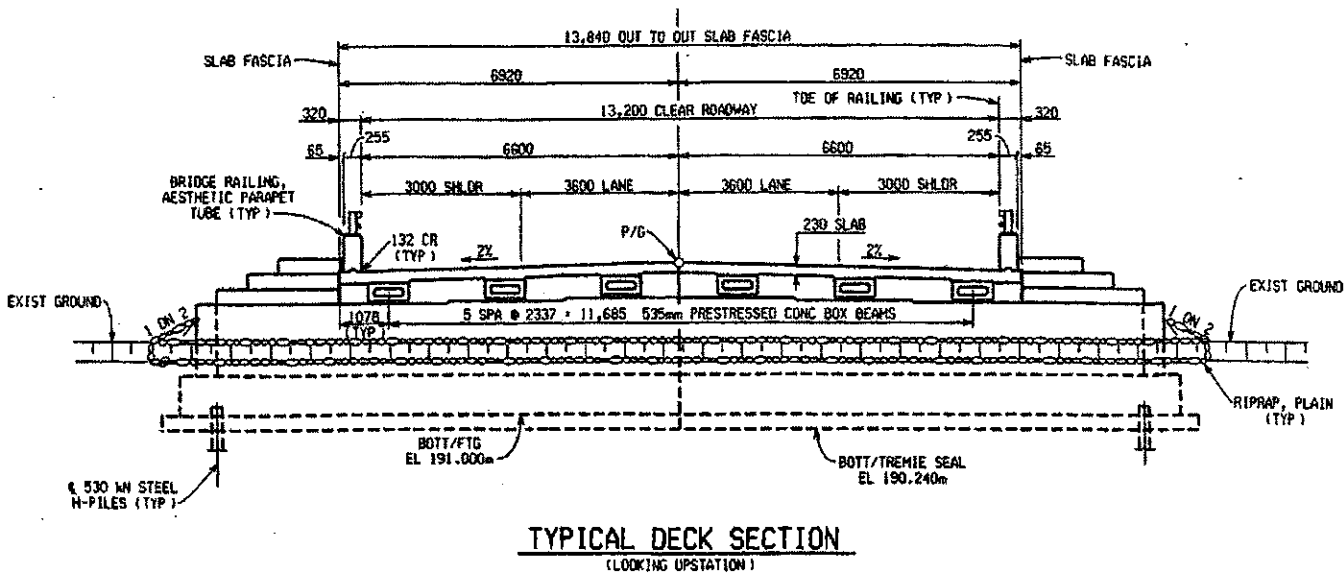 13,840 OUT TO OUT SLAB FASCIA
SLAB FASCIA
SLAB FASCIA
6920
6920
TOE OF RAILING (TYP)
320
13,200 CLEAR ROADWAY
320
255
255
65
6600
6600
65
BRIDGE RAILING,
AESTHETIC PARAPET
TUBE (TYP)
3000 SHLDR
3600 LANE
3600 LANE
3000 SHLDR
132 CR
(TYP)
2%
P/G
230 SLAB
2%
EXIST GROUND
EXIST GROUND
1 ON 2
1078
(TYP)
5 SPA @ 2337 = 11,685 535mm PRESTRESSED CONC BOX BEAMS
1 ON 2
RIPRAP, PLAIN
(TYP)
BOTT/FTG
EL 191.000m
BOTT/TREMIE SEAL
EL 190.240m
℄ 530 kN STEEL
H-PILES (TYP)
TYPICAL DECK SECTION
(LOOKING UPSTATION)